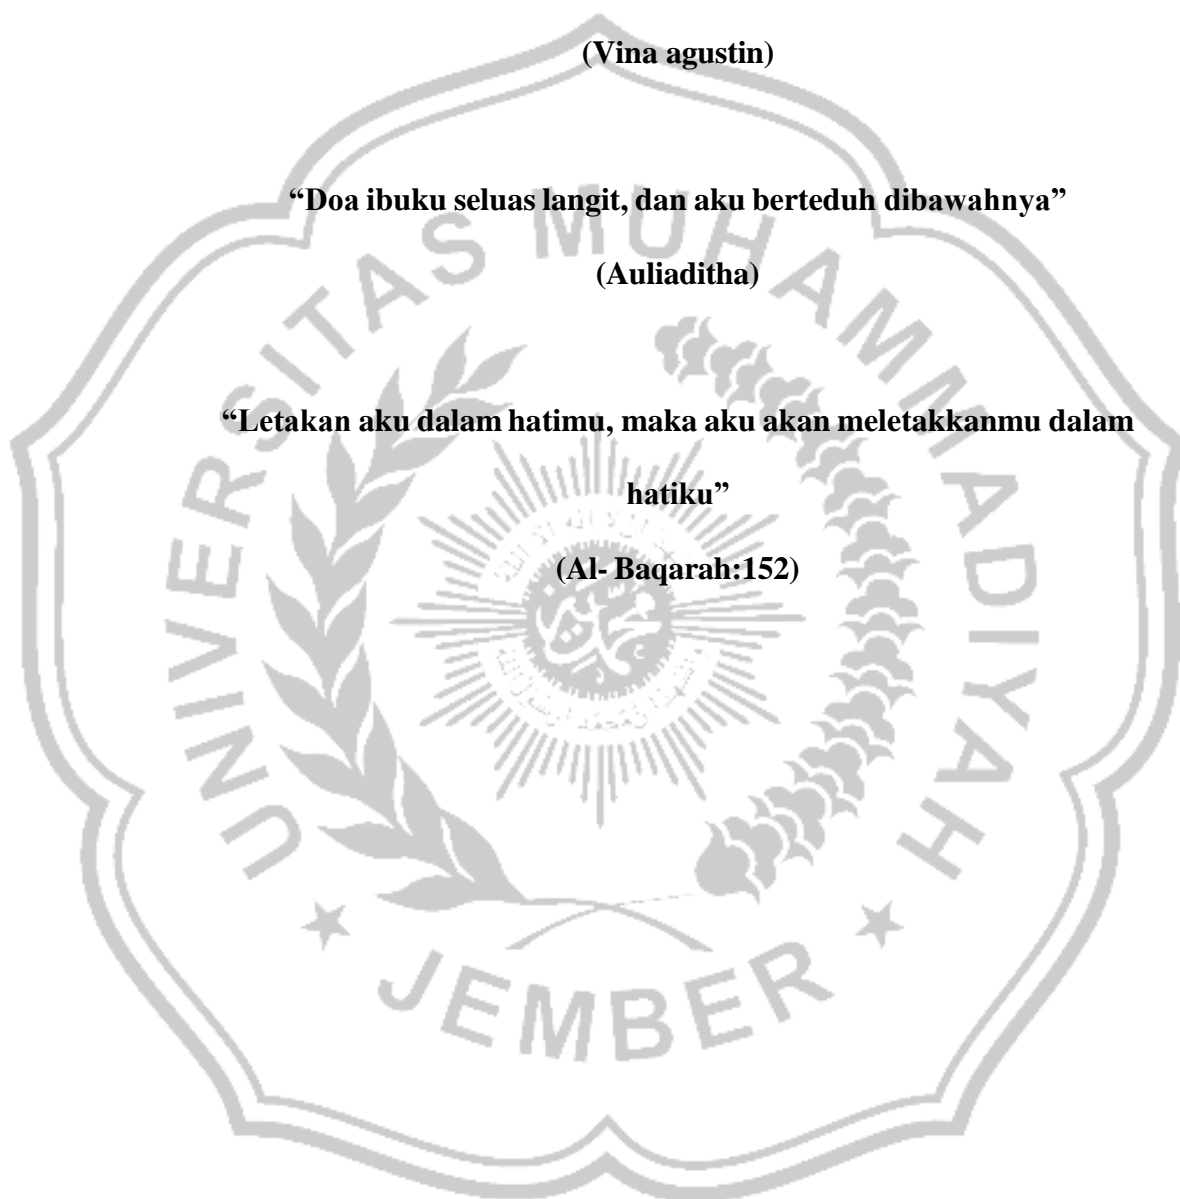 (Vina agustin)
“Doa ibuku seluas langit, dan aku berteduh dibawahnya”
(Auliaditha)
“Letakan aku dalam hatimu, maka aku akan meletakkanmu dalam
hatiku”
(Al- Baqarah:152)
UNIVERSITAS MUHAMMADIYAH
JEMBER